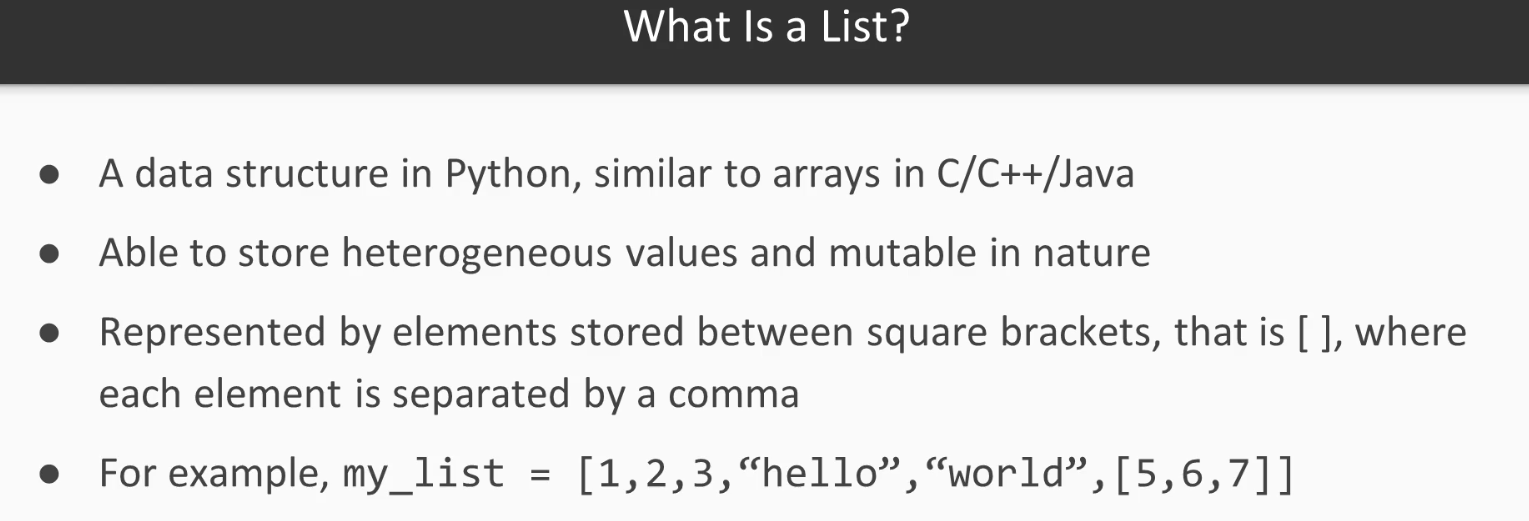 What Is a List?
● A data structure in Python, similar to arrays in C/C++/Java
● Able to store heterogeneous values and mutable in nature
● Represented by elements stored between square brackets, that is [ ], where
each element is separated by a comma
● For example, my_list = [1,2,3,“hello”,“world”,[5,6,7]]